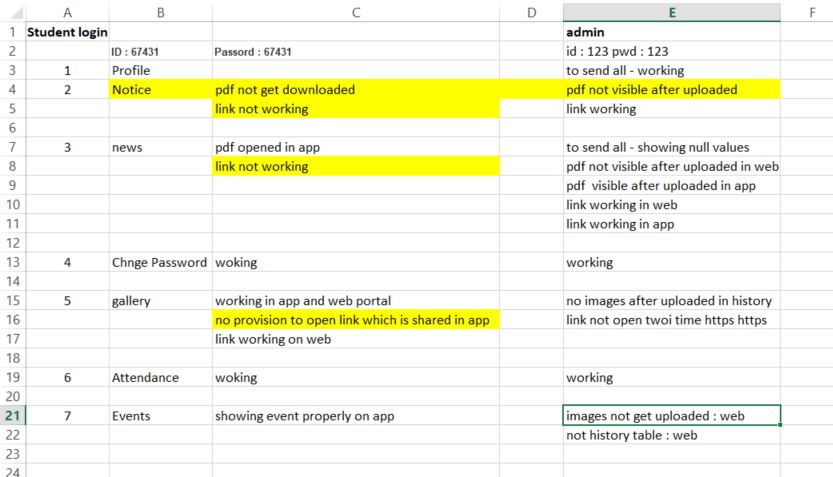 A B C D E F
1 Student login admin
2 ID : 67431 Passord : 67431 id : 123 pwd : 123
3 1 Profile to send all - working
4 2 Notice pdf not get downloaded pdf not visible after uploaded
5 link not working link working
6
7 3 news pdf opened in app to send all - showing null values
8 link not working pdf not visible after uploaded in web
9 pdf visible after uploaded in app
10 link working in web
11 link working in app
12
13 4 Chnge Password woking working
14
15 5 gallery working in app and web portal no images after uploaded in history
16 no provision to open link which is shared in app link not open twoi time https https
17 link working on web
18
19 6 Attendance woking working
20
21 7 Events showing event properly on app images not get uploaded : web
22 not history table : web
23
24